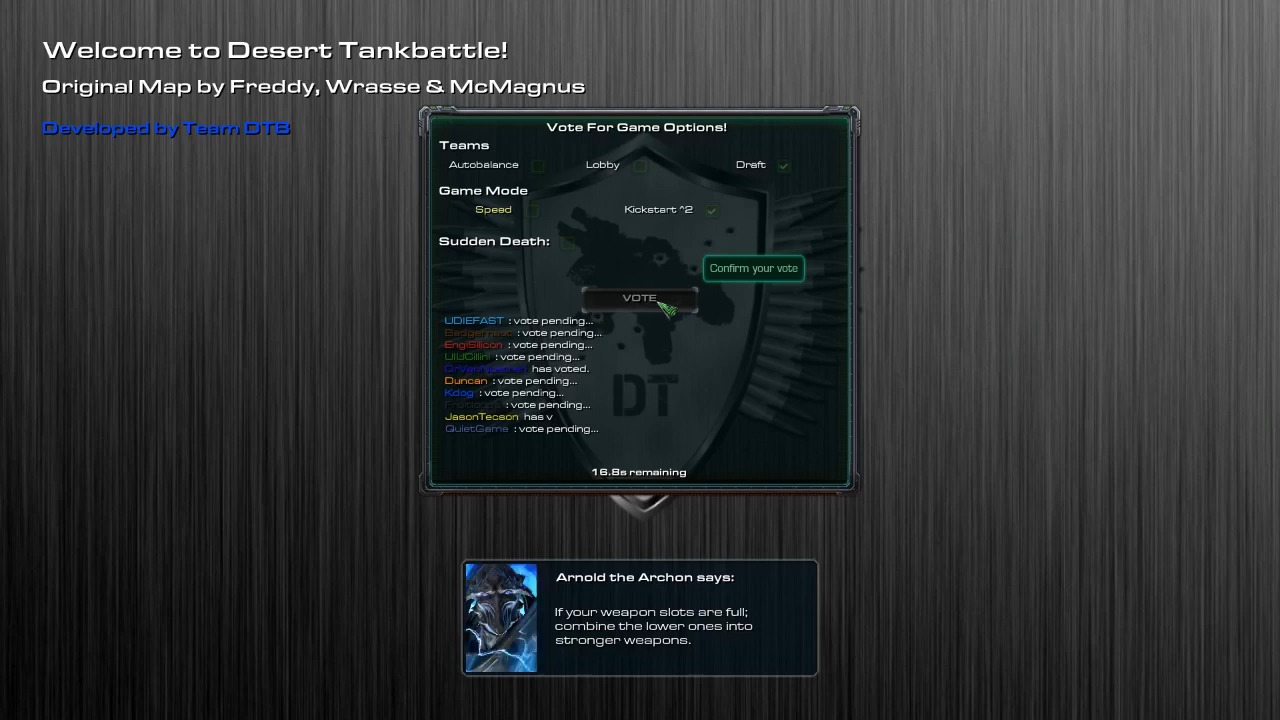 Welcome to Desert Tankbattle!
Original Map by Freddy, Wrasse & McMagnus
Developed by Team DTB
Vote For Game Options!
Teams
Autobalance Lobby Draft
Game Mode
Speed Kickstart ^2
Sudden Death:
Confirm your vote
VOTE
UDIEFAST : vote pending...
: vote pending...
EngiSilicon : vote pending...
: vote pending...
has voted.
Duncan : vote pending...
Kdog : vote pending...
: vote pending...
JasonTecson has v
QuietGame : vote pending...
DT
16.8s remaining
Arnold the Archon says:
If your weapon slots are full;
combine the lower ones into
stronger weapons.